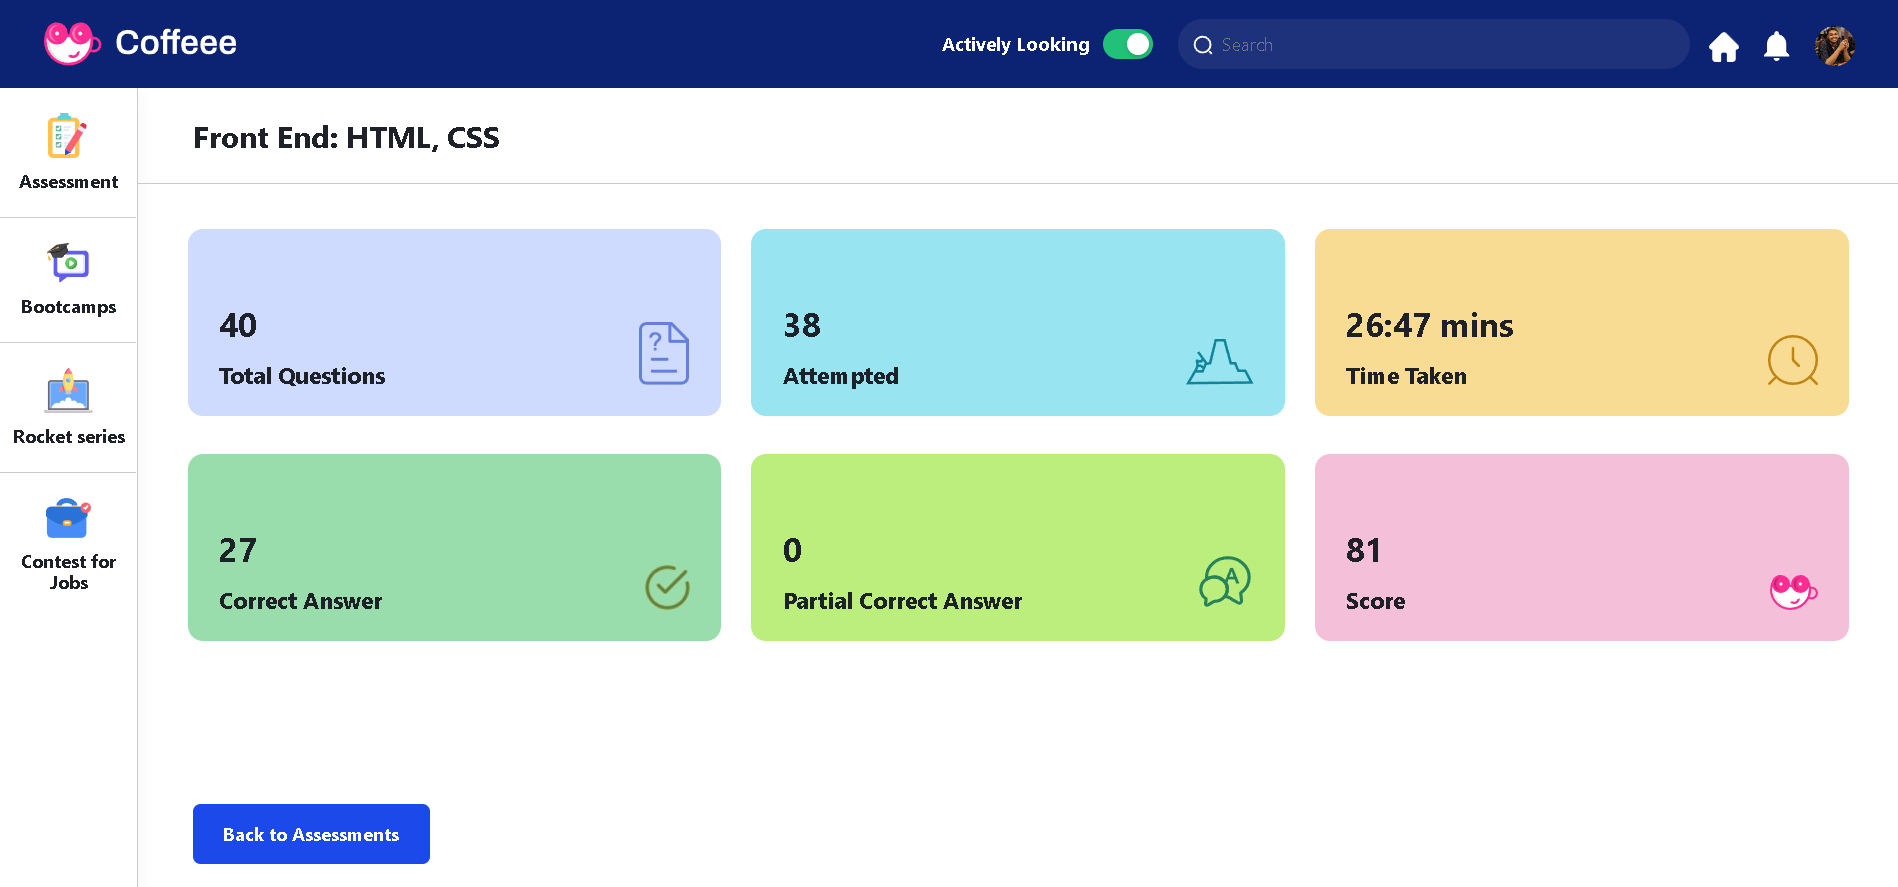 Coffeee
Actively Looking
Search
Assessment
Bootcamps
Rocket series
Contest for
Jobs
Front End: HTML, CSS
40
Total Questions
38
Attempted
26:47 mins
Time Taken
27
Correct Answer
0
Partial Correct Answer
81
Score
Back to Assessments